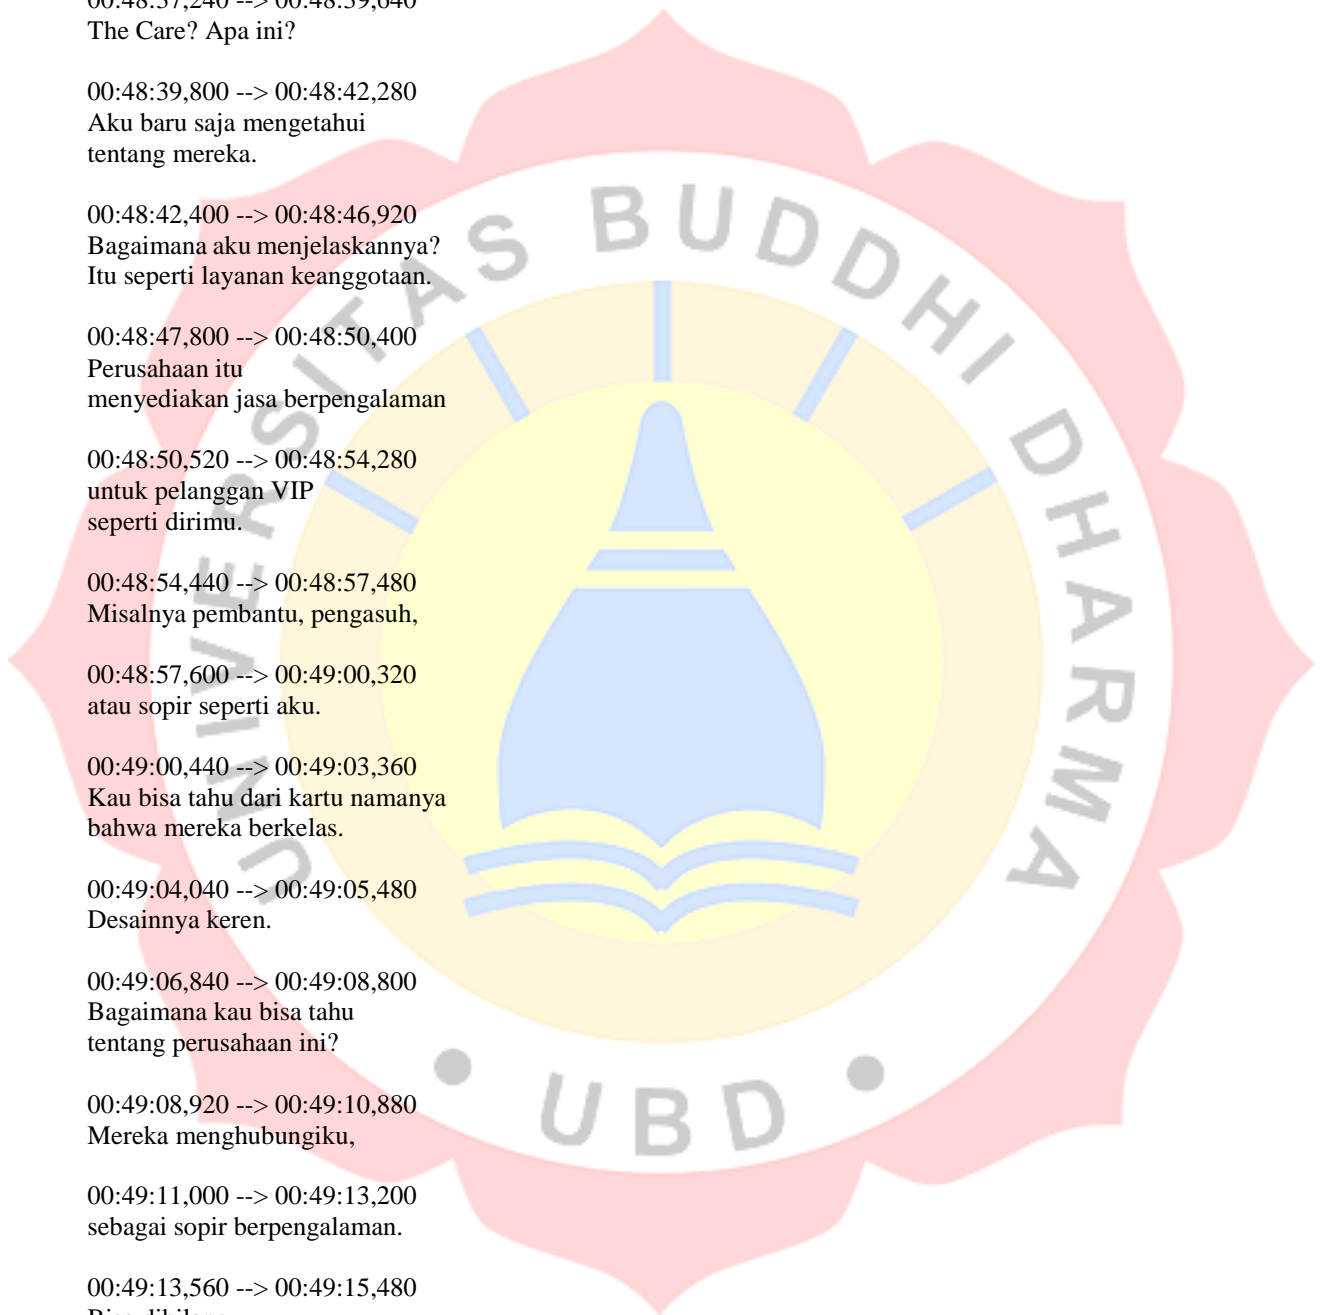 00:48:37,240 --> 00:48:39,640
The Care? Apa ini?
00:48:39,800 --> 00:48:42,280
Aku baru saja mengetahui
tentang mereka.
00:48:42,400 --> 00:48:46,920
Bagaimana aku menjelaskannya?
Itu seperti layanan keanggotaan.
00:48:47,800 --> 00:48:50,400
Perusahaan itu
menyediakan jasa berpengalaman
00:48:50,520 --> 00:48:54,280
untuk pelanggan VIP
seperti dirimu.
00:48:54,440 --> 00:48:57,480
Misalnya pembantu, pengasuh,
00:48:57,600 --> 00:49:00,320
atau sopir seperti aku.
00:49:00,440 --> 00:49:03,360
Kau bisa tahu dari kartu namanya
bahwa mereka berkelas.
00:49:04,040 --> 00:49:05,480
Desainnya keren.
00:49:06,840 --> 00:49:08,800
Bagaimana kau bisa tahu
tentang perusahaan ini?
00:49:08,920 --> 00:49:10,880
Mereka menghubungiku,
00:49:11,000 --> 00:49:13,200
sebagai sopir berpengalaman.
00:49:13,560 --> 00:49:15,480
UNIVERSITAS BUDDHI DHARMA
UBD